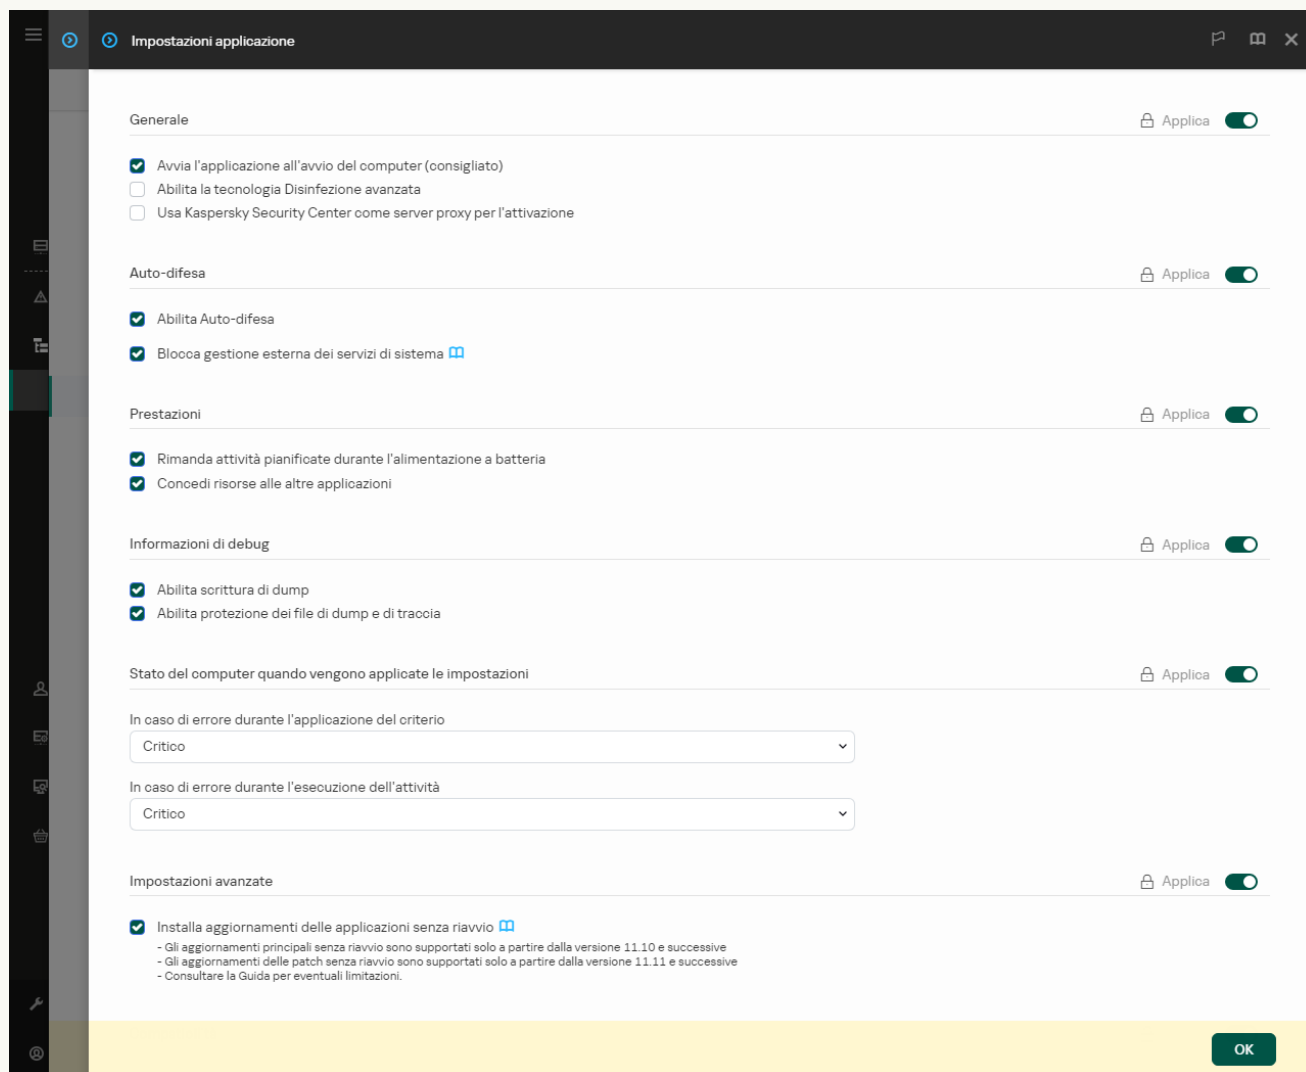 Impostazioni applicazione
Generale
Applica
Avvia l'applicazione all'avvio del computer (consigliato)
Abilita la tecnologia Disinfezione avanzata
Usa Kaspersky Security Center come server proxy per l'attivazione
Auto-difesa
Applica
Abilita Auto-difesa
Blocca gestione esterna dei servizi di sistema
Prestazioni
Applica
Rimanda attività pianificate durante l'alimentazione a batteria
Concedi risorse alle altre applicazioni
Informazioni di debug
Applica
Abilita scrittura di dump
Abilita protezione dei file di dump e di traccia
Stato del computer quando vengono applicate le impostazioni
Applica
In caso di errore durante l'applicazione del criterio
Critico
In caso di errore durante l'esecuzione dell'attività
Critico
Impostazioni avanzate
Applica
Installa aggiornamenti delle applicazioni senza riavvio
- Gli aggiornamenti principali senza riavvio sono supportati solo a partire dalla versione 11.10 e successive
- Gli aggiornamenti delle patch senza riavvio sono supportati solo a partire dalla versione 11.11 e successive
- Consultare la Guida per eventuali limitazioni.
OK